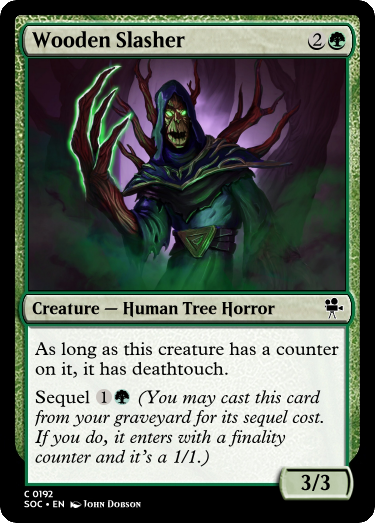 Wooden Slasher 2
Creature — Human Tree Horror
As long as this creature has a counter
on it, it has deathtouch.
Sequel 1 (You may cast this card
from your graveyard for its sequel cost.
If you do, it enters with a finality
counter and it's a 1/1.)
3/3
C 0192
SOC • EN John Dobson